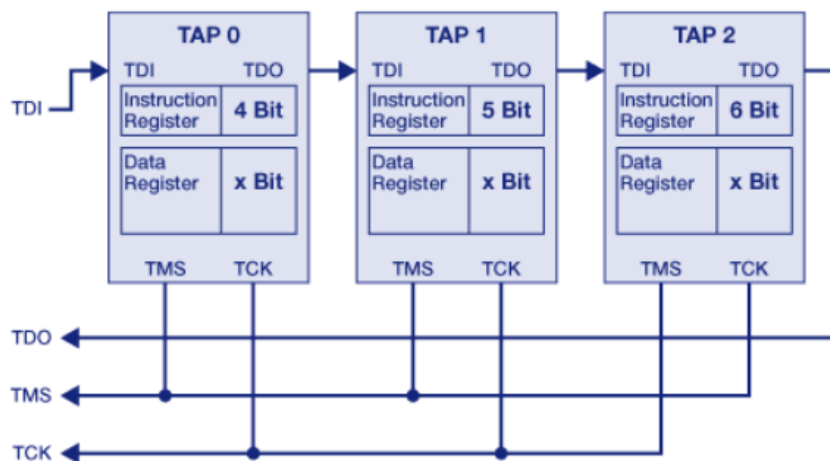 TAP 0
TAP 1
TAP 2
TDI TDO
TDI TDO
TDI TDO
TDI
Instruction
Register
4 Bit
Instruction
Register
5 Bit
Instruction
Register
6 Bit
Data
Register
x Bit
Data
Register
x Bit
Data
Register
x Bit
TMS TCK
TMS TCK
TMS TCK
TDO
TMS
TCK